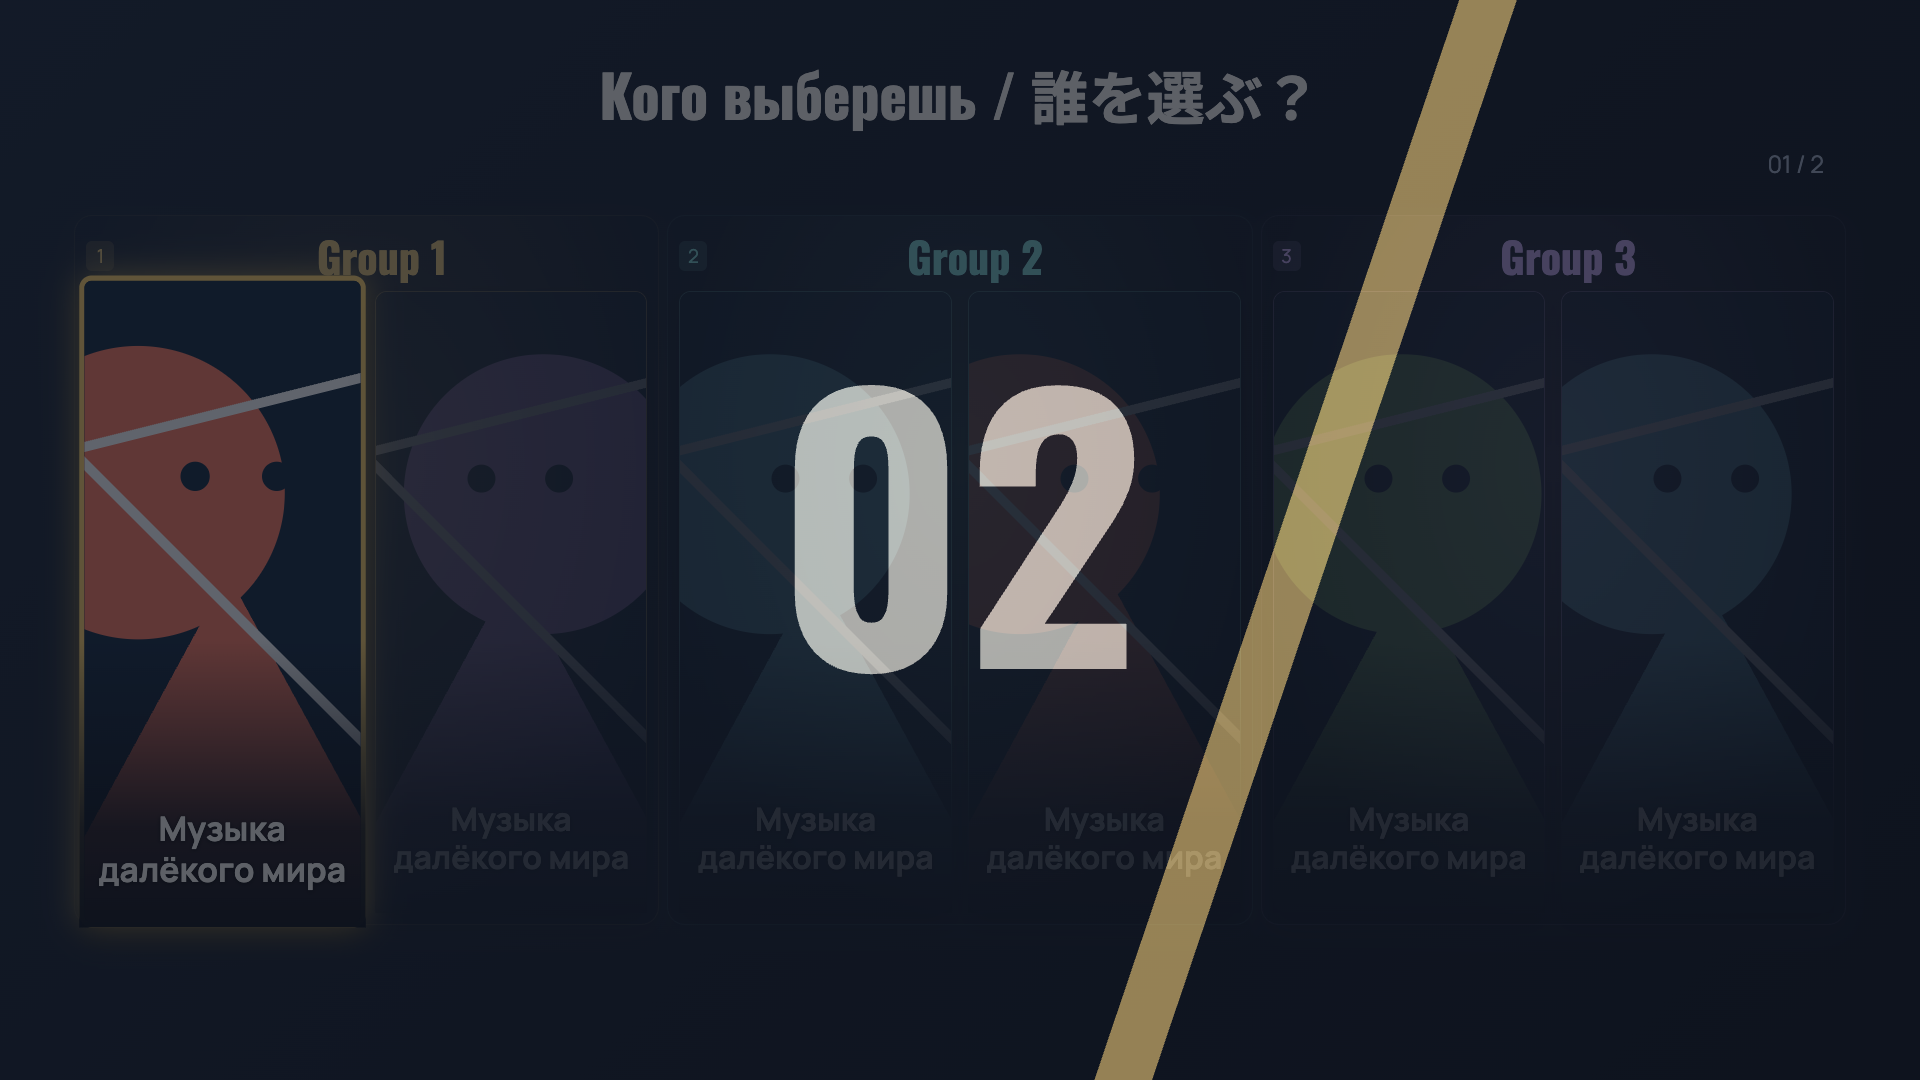 Кого выберешь / 誰を選ぶ？
01 / 2
1
Group 1
2
Group 2
3
Group 3
02
Музыка
далёкого мира
Музыка
далёкого мира
Музыка
далёкого мира
Музыка
далёкого мира
Музыка
далёкого мира
Музыка
далёкого мира